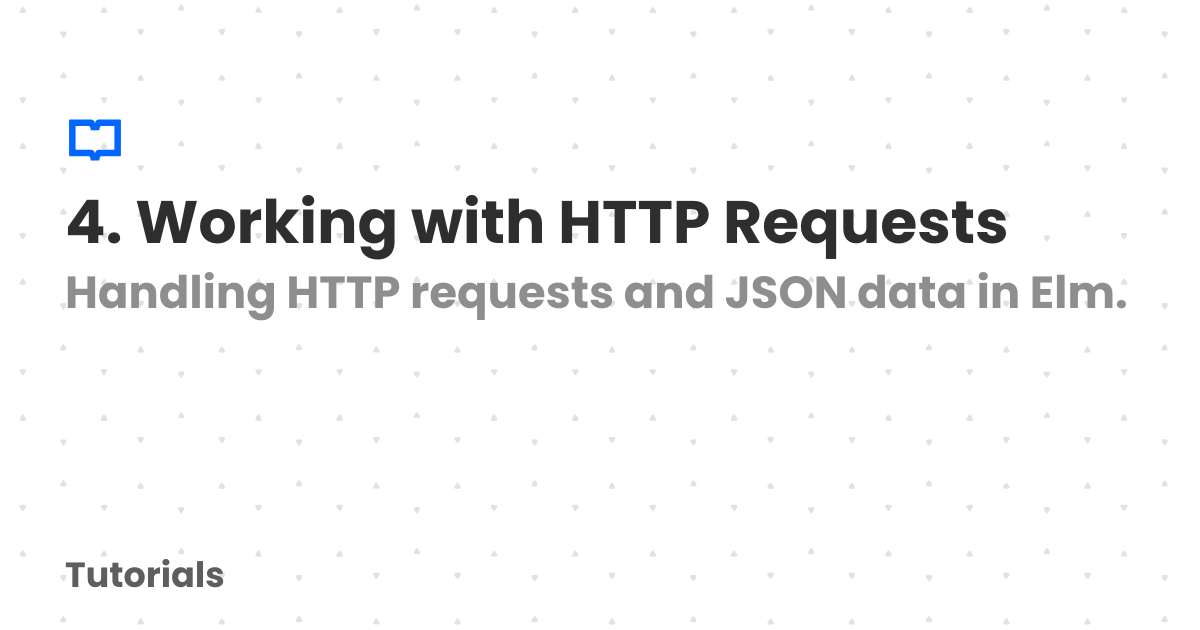 4. Working with HTTP Requests
Handling HTTP requests and JSON data in Elm.
Tutorials